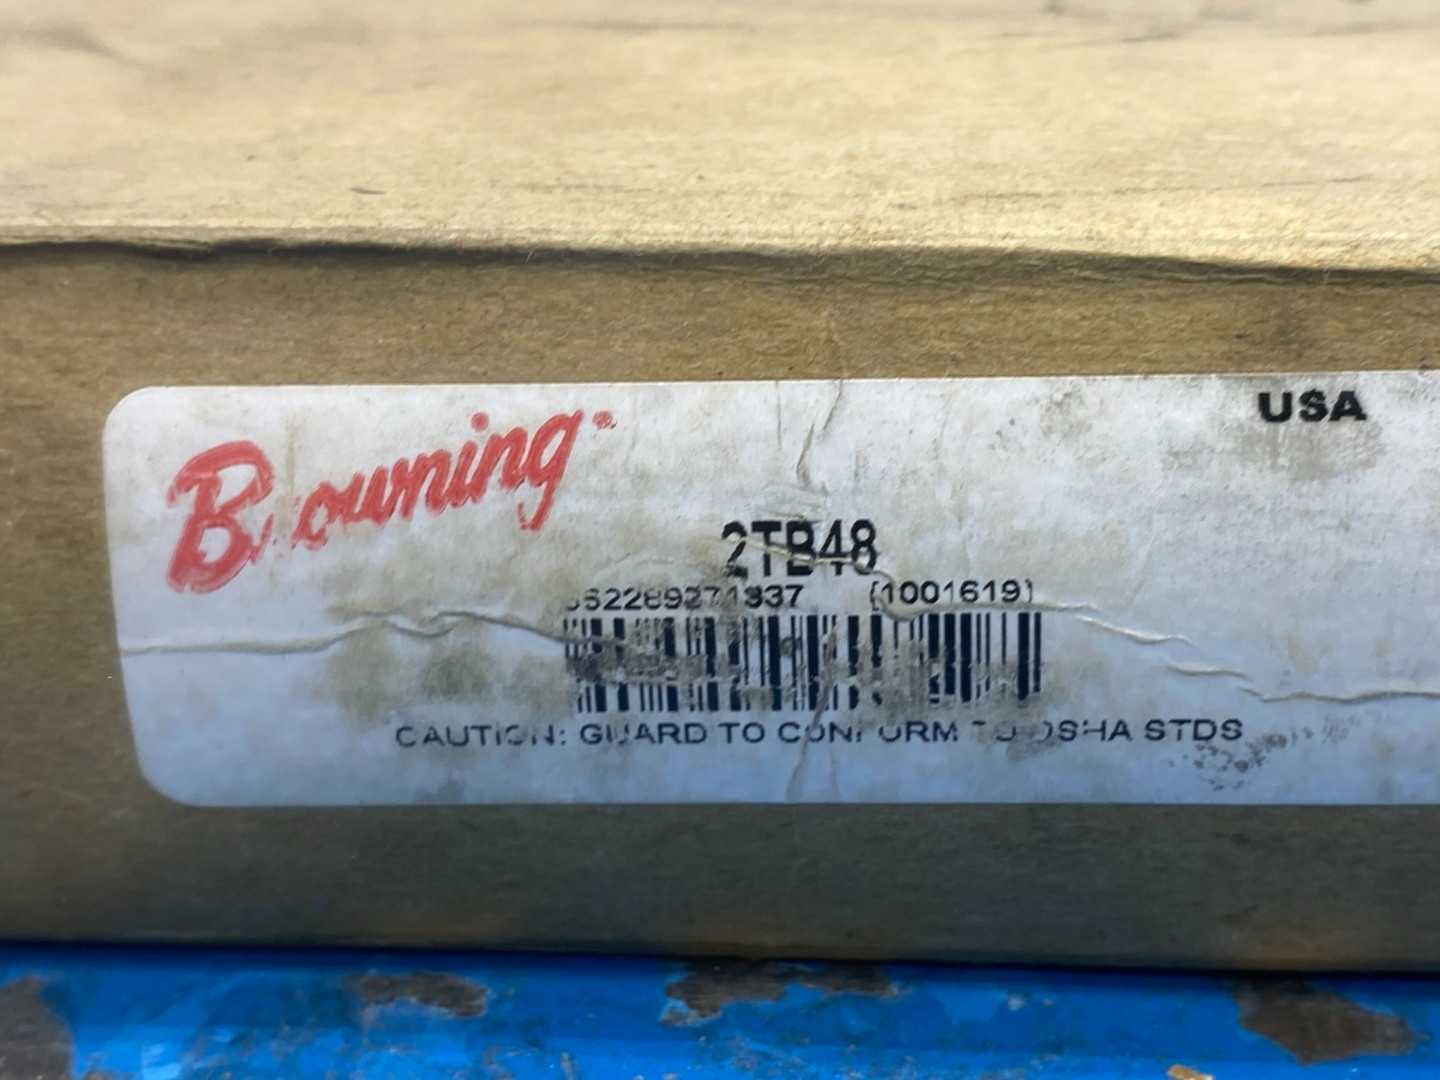 Browning®
USA
2TB48
(1001619)
CAUTION: GUARD TO CONFORM TO OSHA STDS